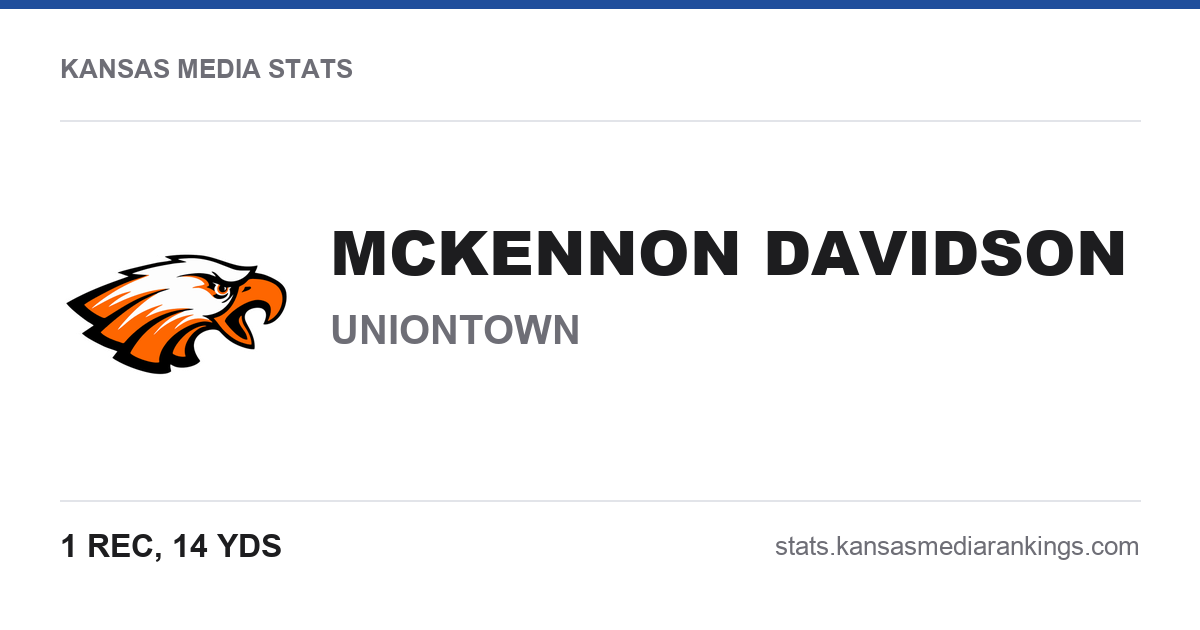 KANSAS MEDIA STATS
MCKENNON DAVIDSON
UNIONTOWN
1 REC, 14 YDS
stats.kansasmediarankings.com